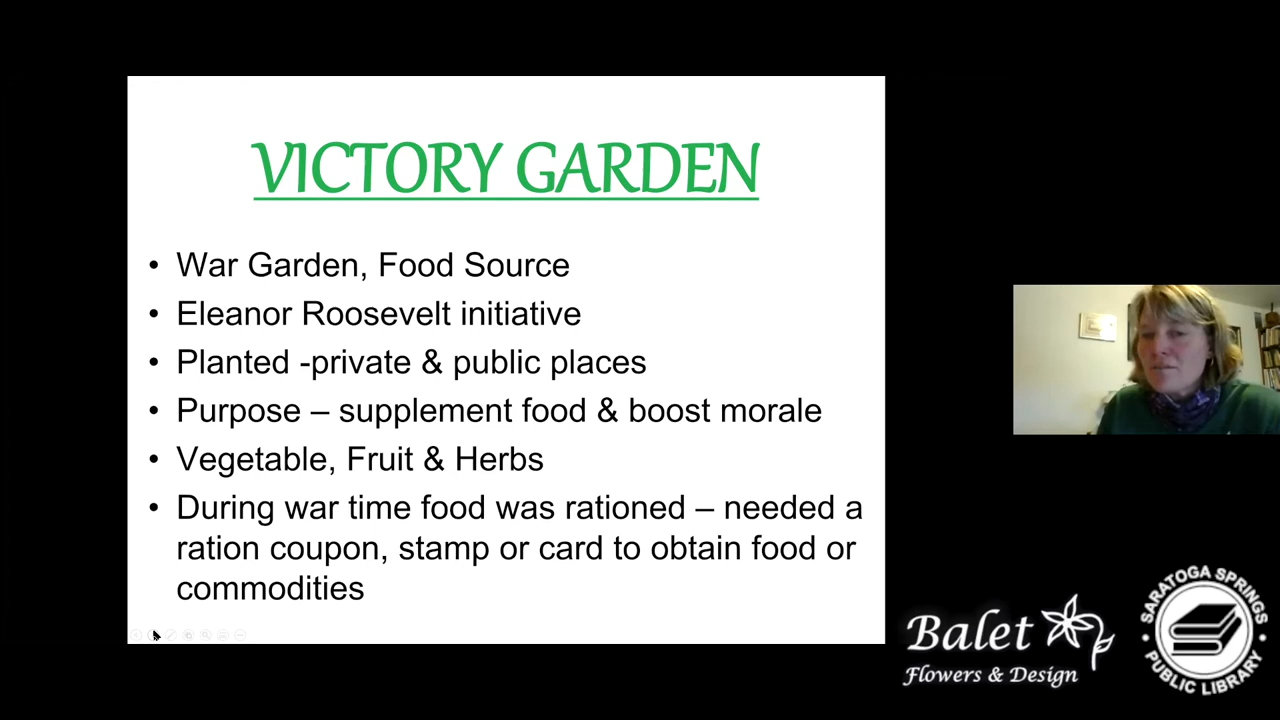 VICTORY GARDEN
• War Garden, Food Source
• Eleanor Roosevelt initiative
• Planted -private & public places
• Purpose – supplement food & boost morale
• Vegetable, Fruit & Herbs
• During war time food was rationed – needed a
ration coupon, stamp or card to obtain food or
commodities
Balet
Flowers & Design
SARATOGA SPRINGS
• PUBLIC LIBRARY •